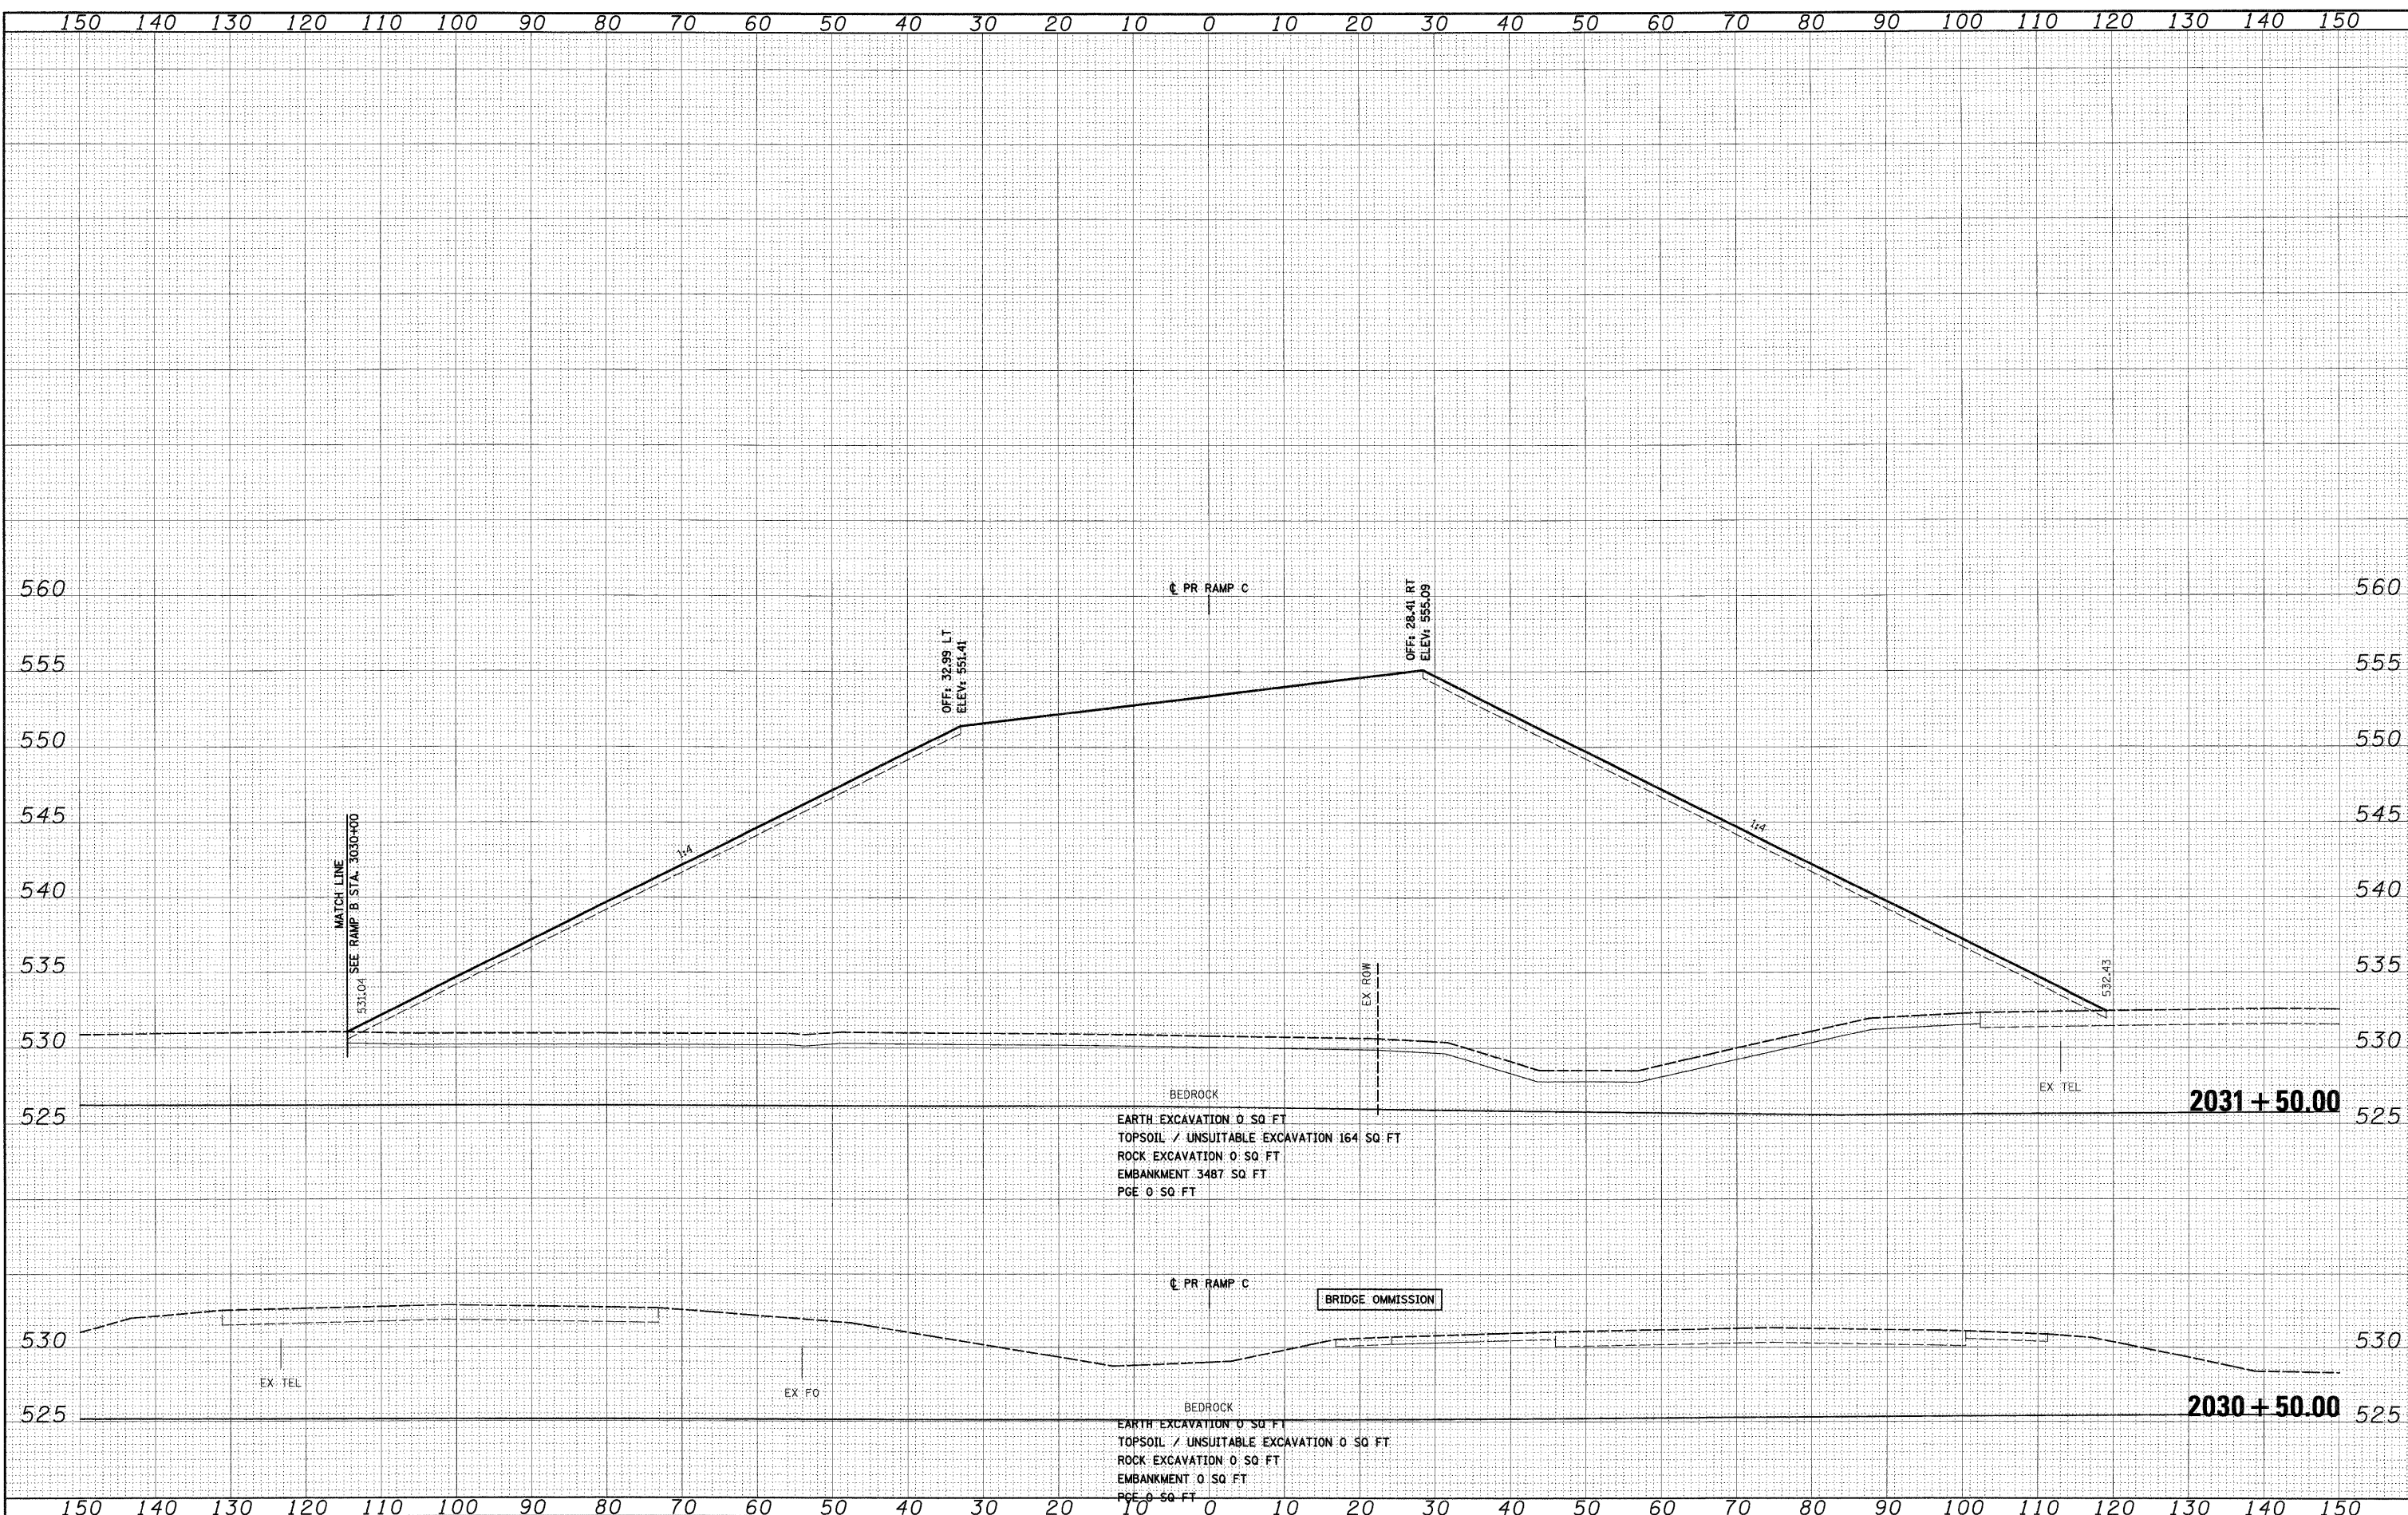 150 140 130 120 110 100 90 80 70 60 50 40 30 20 10 0 10 20 30 40 50 60 70 80 90 100 110 120 130 140 150
560 ℄ PR RAMP C 560
OFF: 32.99 LT
ELEV: 551.41
OFF: 28.41 RT
ELEV: 555.09
555 555
550 550
545 545
1:4
1:4
MATCH LINE
SEE RAMP B STA. 3030+00
540 540
535 535
531.04
EX ROW
532.43
530 530
EX TEL
BEDROCK
2031+50.00
525 525
EARTH EXCAVATION 0 SQ FT
TOPSOIL / UNSUITABLE EXCAVATION 164 SQ FT
ROCK EXCAVATION 0 SQ FT
EMBANKMENT 3487 SQ FT
PGE 0 SQ FT
℄ PR RAMP C
BRIDGE OMMISSION
530 530
EX TEL
EX FO
BEDROCK
2030+50.00
525 525
EARTH EXCAVATION 0 SQ FT
TOPSOIL / UNSUITABLE EXCAVATION 0 SQ FT
ROCK EXCAVATION 0 SQ FT
EMBANKMENT 0 SQ FT
PGE 0 SQ FT
150 140 130 120 110 100 90 80 70 60 50 40 30 20 10 0 10 20 30 40 50 60 70 80 90 100 110 120 130 140 150